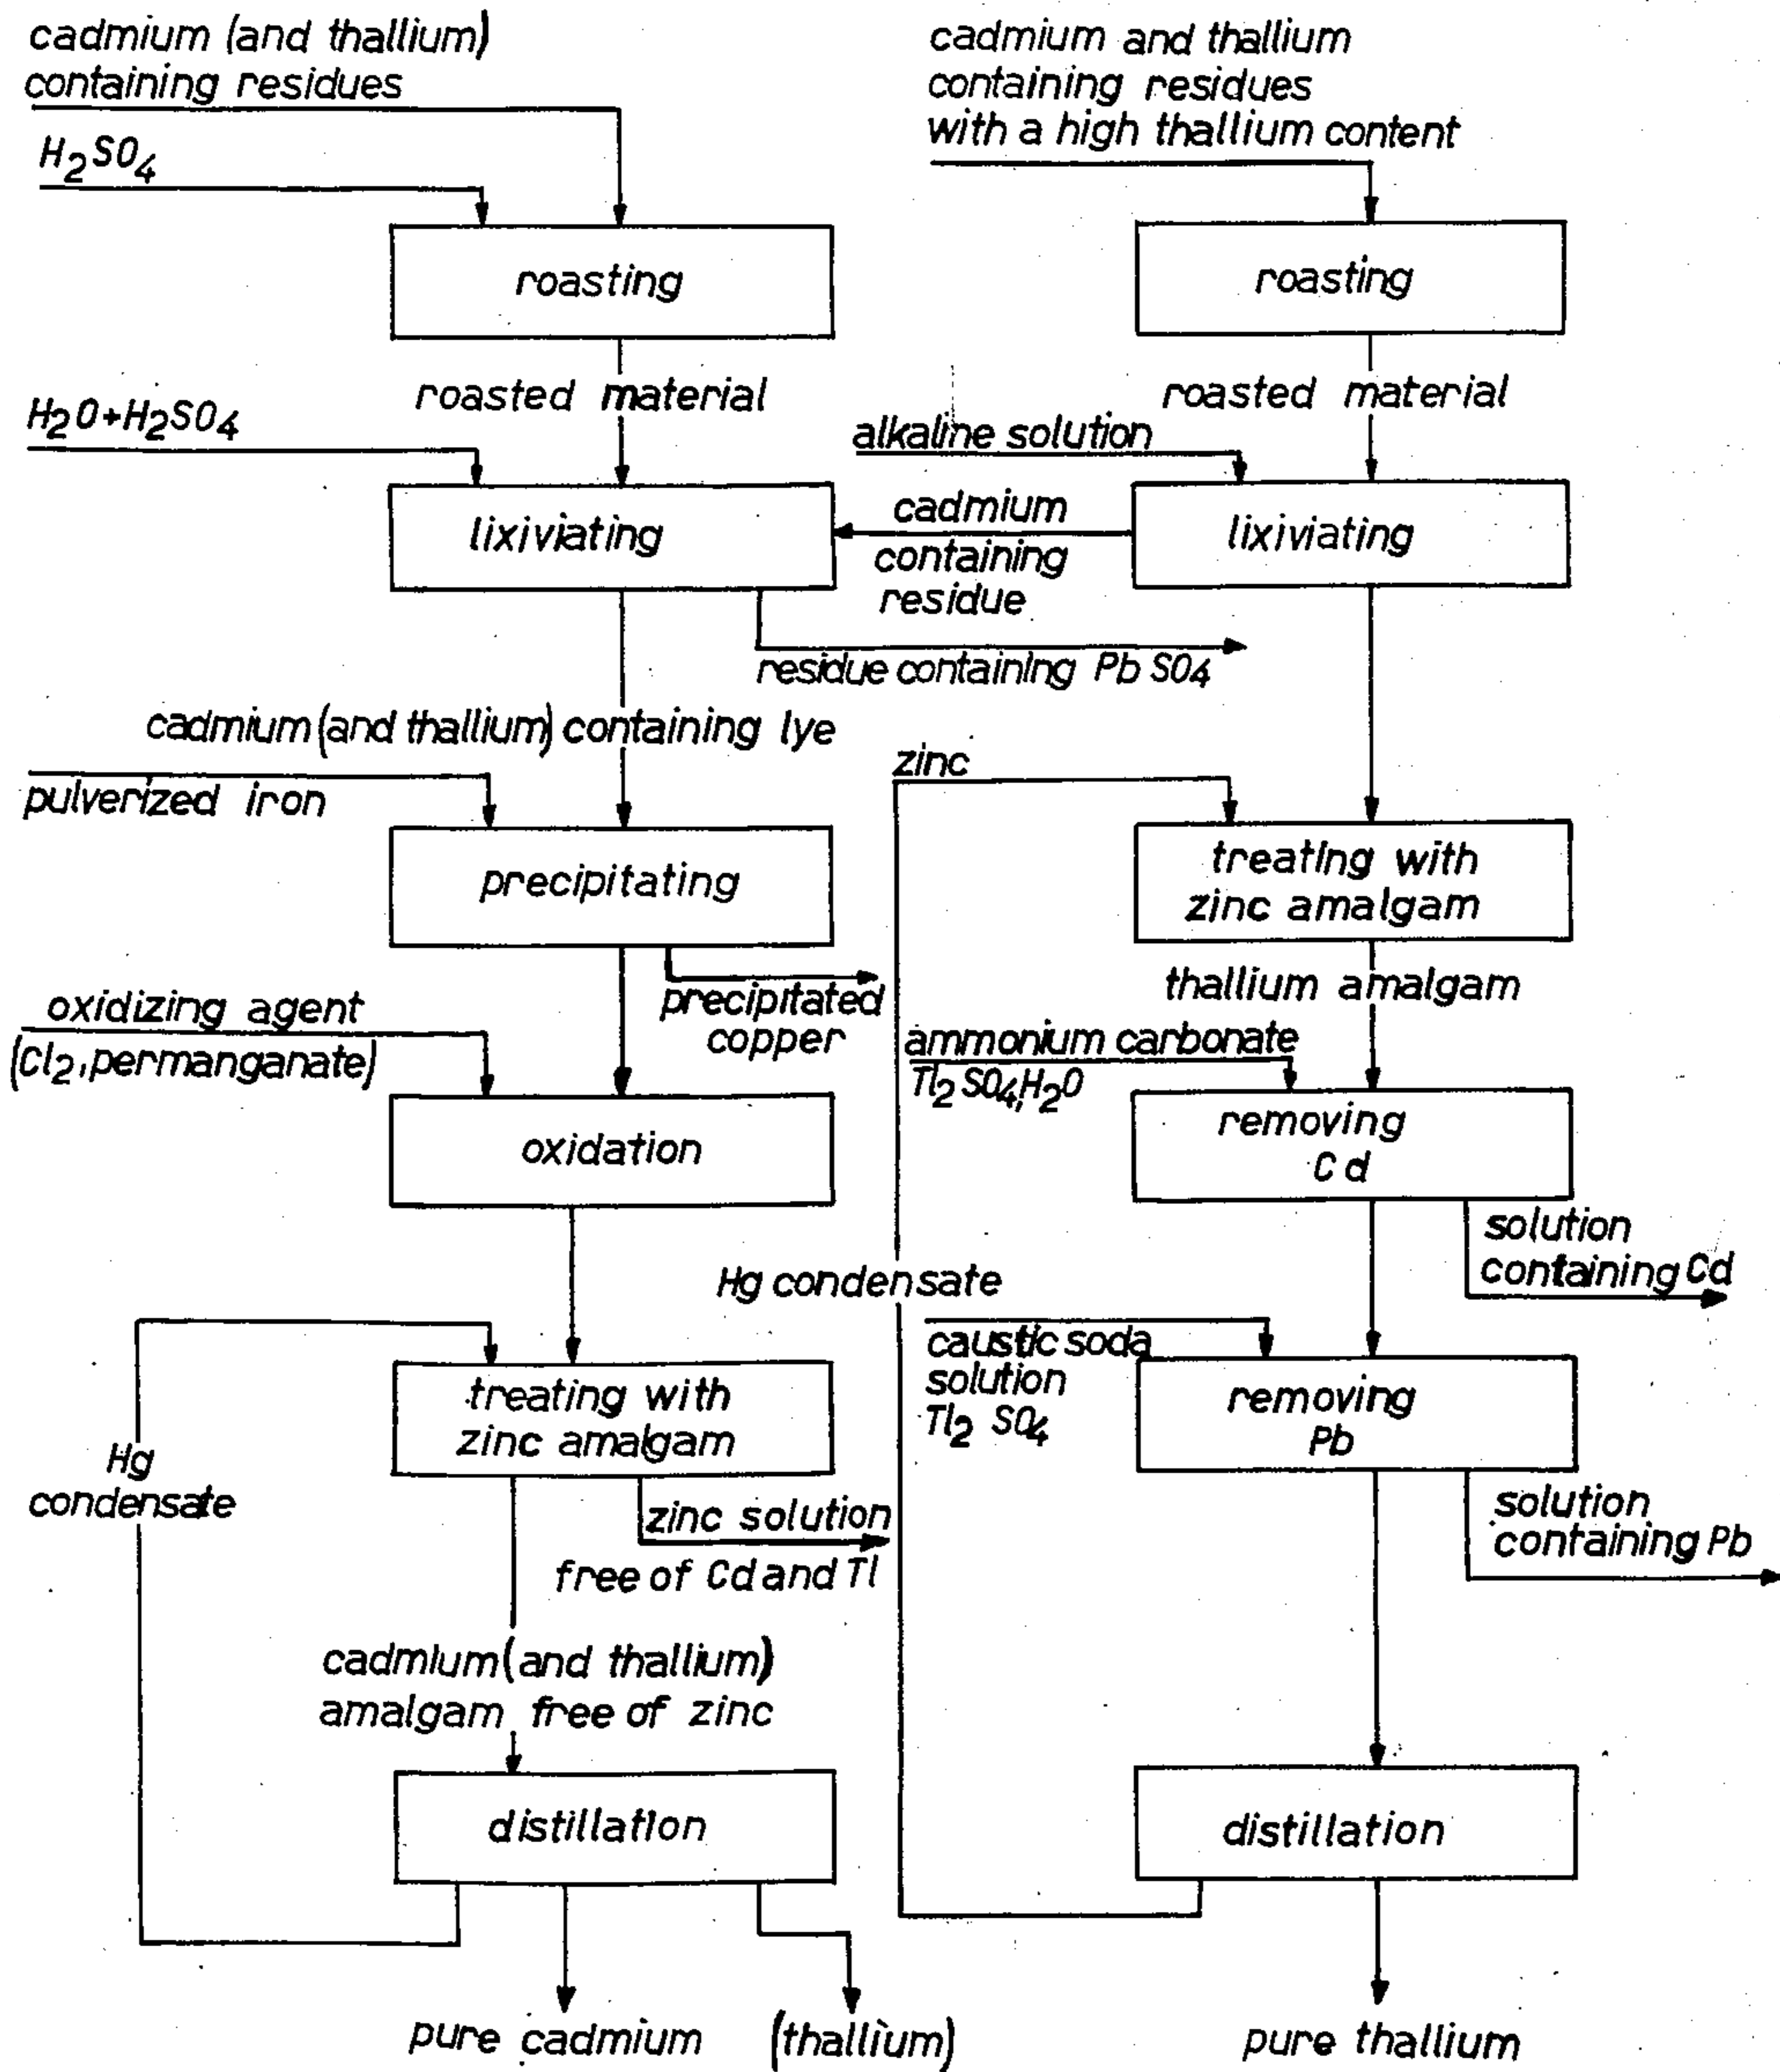 cadmium (and thallium)
containing residues
H2SO4
roasting
roasted material
H2O+H2SO4
lixiviating
cadmium
containing
residue
residue containing PbSO4
cadmium (and thallium) containing lye
pulverized iron
precipitating
precipitated
copper
oxidizing agent
(Cl2, permanganate)
oxidation
Hg
condensate
treating with
zinc amalgam
zinc solution
free of Cd and Tl
cadmium (and thallium)
amalgam free of zinc
distillation
pure cadmium
(thallium)
cadmium and thallium
containing residues
with a high thallium content
roasting
roasted material
alkaline solution
lixiviating
zinc
treating with
zinc amalgam
thallium amalgam
ammonium carbonate
Tl2SO4, H2O
removing
Cd
solution
containing Cd
Hg condensate
caustic soda
solution
Tl2 SO4
removing
Pb
solution
containing Pb
distillation
pure thallium